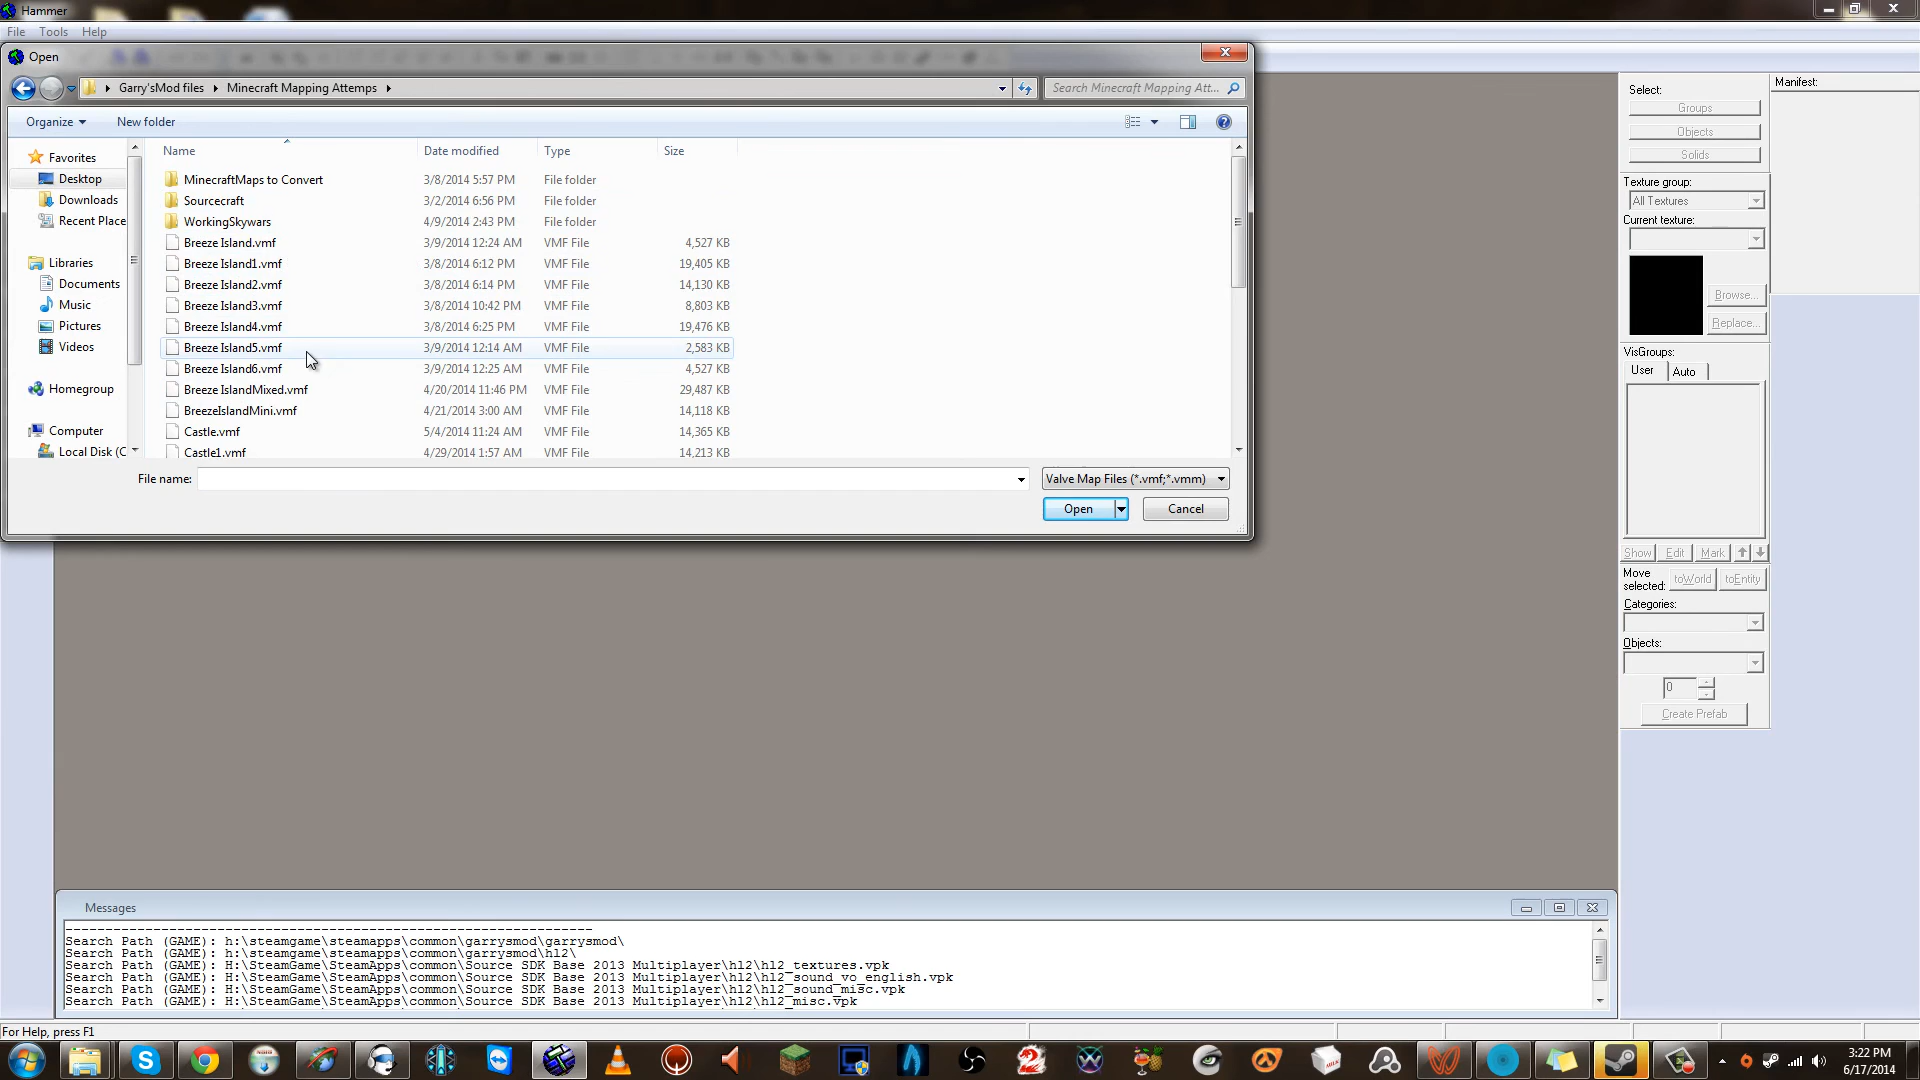 Hammer
File Tools Help
Open
Garry'sMod files Minecraft Mapping Attemps
Search Minecraft Mapping Att...
Organize New folder
Name Date modified Type Size
Favorites
Desktop
Downloads
Recent Place
Libraries
Documents
Music
Pictures
Videos
Homegroup
Computer
Local Disk (C
MinecraftMaps to Convert 3/8/2014 5:57 PM File folder
Sourcecraft 3/2/2014 6:56 PM File folder
WorkingSkywars 4/9/2014 2:43 PM File folder
Breeze Island.vmf 3/9/2014 12:24 AM VMF File 4,527 KB
Breeze Island1.vmf 3/8/2014 6:12 PM VMF File 19,405 KB
Breeze Island2.vmf 3/8/2014 6:14 PM VMF File 14,130 KB
Breeze Island3.vmf 3/8/2014 10:42 PM VMF File 8,803 KB
Breeze Island4.vmf 3/8/2014 6:25 PM VMF File 19,476 KB
Breeze Island5.vmf 3/9/2014 12:14 AM VMF File 2,583 KB
Breeze Island6.vmf 3/9/2014 12:25 AM VMF File 4,527 KB
Breeze IslandMixed.vmf 4/20/2014 11:46 PM VMF File 29,487 KB
BreezeIslandMini.vmf 4/21/2014 3:00 AM VMF File 14,118 KB
Castle.vmf 5/4/2014 11:24 AM VMF File 14,365 KB
Castle1.vmf 4/29/2014 1:57 AM VMF File 14,213 KB
File name: Valve Map Files (*.vmf;*.vmm)
Open Cancel
Select:
Groups
Objects
Solids
Texture group:
All Textures
Current texture:
Browse...
Replace...
VisGroups:
User Auto
Show Edit Mark
Move selected: toWorld toEntity
Categories:
Objects:
0
Create Prefab
Manifest:
Messages
Search Path (GAME): h:\steamgame\steamapps\common\garrysmod\garrysmod\
Search Path (GAME): h:\steamgame\steamapps\common\garrysmod\hl2\
Search Path (GAME): H:\SteamGame\SteamApps\common\Source SDK Base 2013 Multiplayer\hl2\hl2_textures.vpk
Search Path (GAME): H:\SteamGame\SteamApps\common\Source SDK Base 2013 Multiplayer\hl2\hl2_sound_vo_english.vpk
Search Path (GAME): H:\SteamGame\SteamApps\common\Source SDK Base 2013 Multiplayer\hl2\hl2_sound_misc.vpk
Search Path (GAME): H:\SteamGame\SteamApps\common\Source SDK Base 2013 Multiplayer\hl2\hl2_misc.vpk
For Help, press F1
3:22 PM
6/17/2014